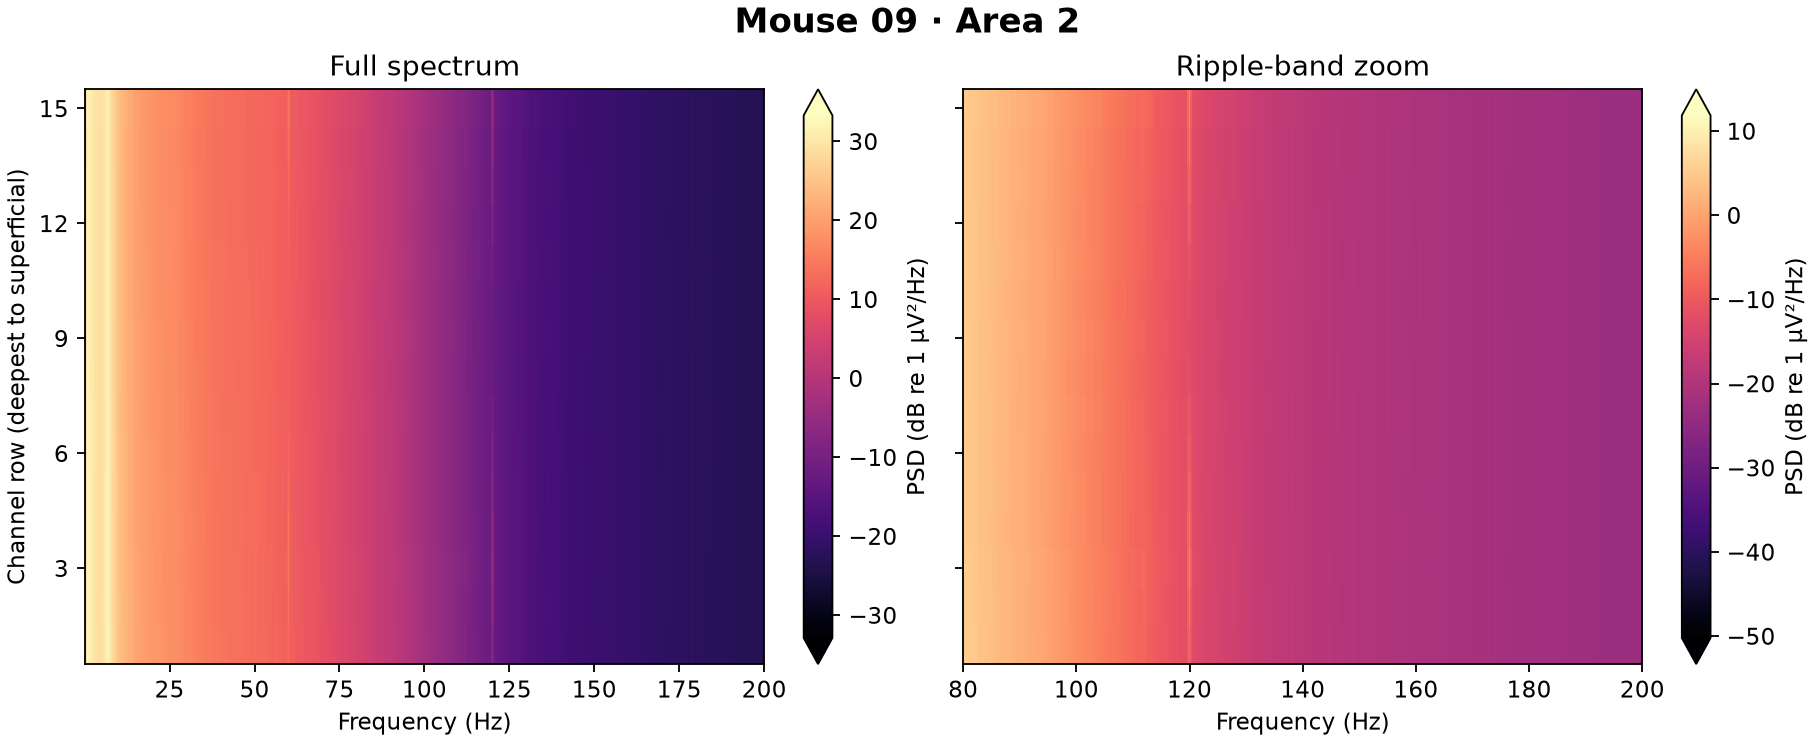 Mouse 09 · Area 2
Full spectrum
Channel row (deepest to superficial)
15
12
9
6
3
25 50 75 100 125 150 175 200
Frequency (Hz)
30
20
10
0
−10
−20
−30
PSD (dB re 1 µV²/Hz)
Ripple-band zoom
80 100 120 140 160 180 200
Frequency (Hz)
10
0
−10
−20
−30
−40
−50
PSD (dB re 1 µV²/Hz)